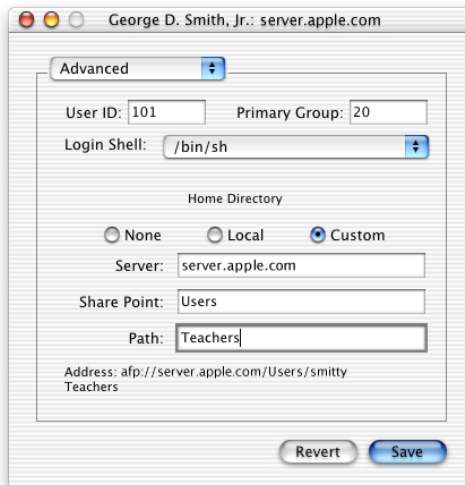 George D. Smith, Jr.: server.apple.com
Advanced
User ID: 101 Primary Group: 20
Login Shell: /bin/sh
Home Directory
None Local Custom
Server: server.apple.com
Share Point: Users
Path: Teachers
Address: afp://server.apple.com/Users/smitty
Teachers
Revert Save